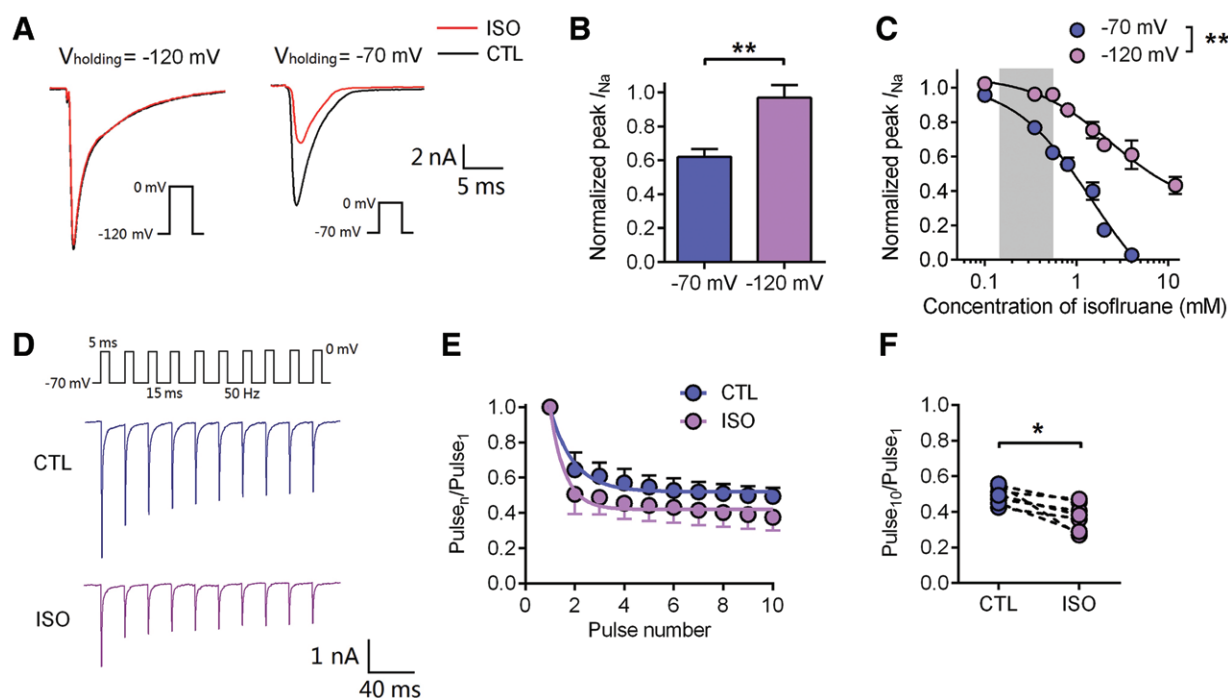 A
Vholding = -120 mV
Vholding = -70 mV
ISO
CTL
0 mV
-120 mV
0 mV
-70 mV
2 nA
5 ms
B
**
Normalized peak INa
1.0
0.8
0.6
0.4
0.2
0.0
-70 mV
-120 mV
C
-70 mV
-120 mV
**
Normalized peak INa
1.0
0.8
0.6
0.4
0.2
0.0
0.1
1
10
Concentration of isoflruane (mM)
D
5 ms
0 mV
-70 mV
15 ms
50 Hz
CTL
ISO
1 nA
40 ms
E
CTL
ISO
Pulsen/Pulse1
1.0
0.8
0.6
0.4
0.2
0.0
0
2
4
6
8
10
Pulse number
F
*
Pulse10/Pulse1
1.0
0.8
0.6
0.4
0.2
0.0
CTL
ISO